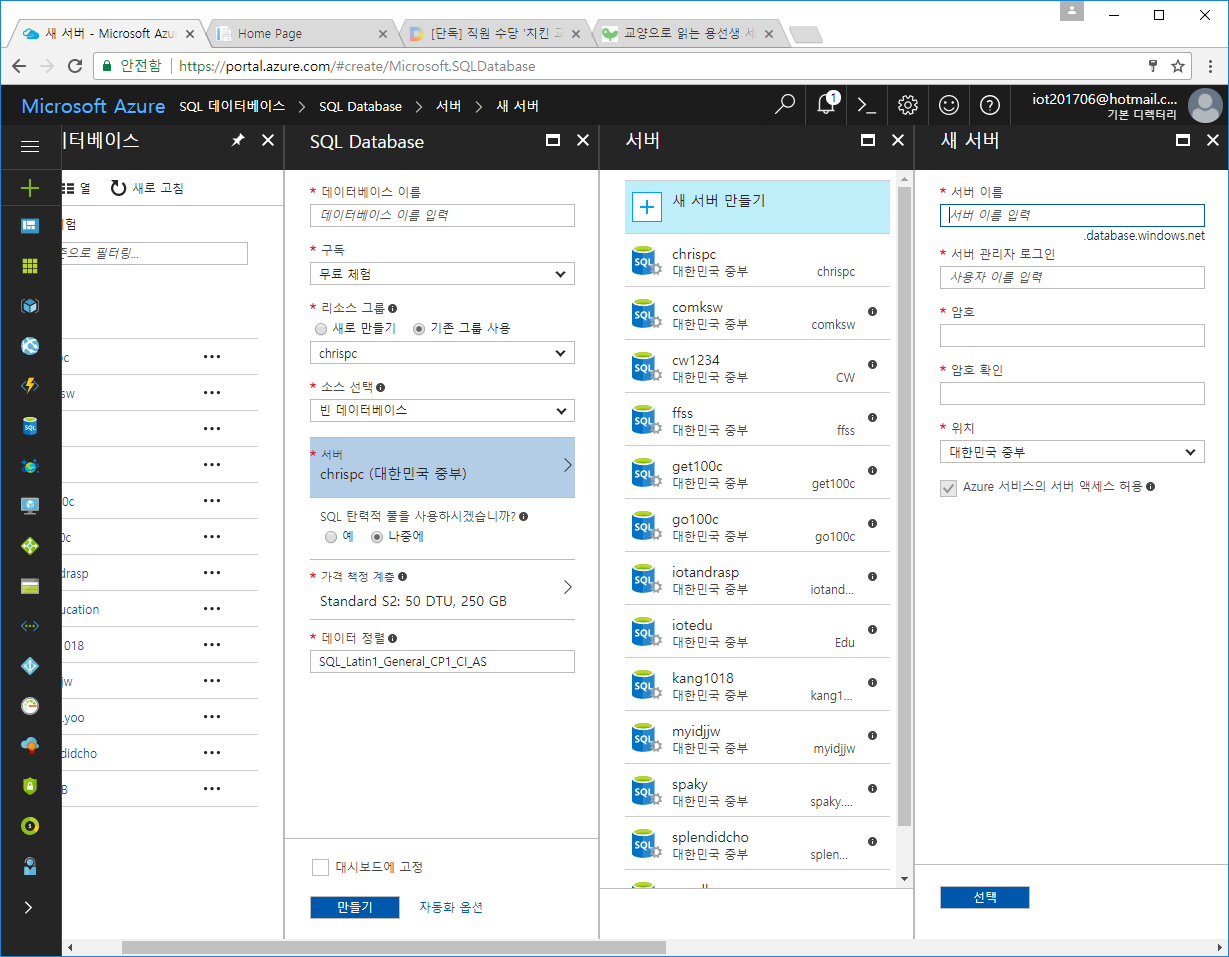 새 서버 - Microsoft Azu
Home Page
[단독] 직원 수당 '치킨 교
교양으로 읽는 용선생 세
안전함
https://portal.azure.com/#create/Microsoft.SQLDatabase
Microsoft Azure
SQL 데이터베이스
SQL Database
서버
새 서버
1
iot201706@hotmail.c...
기본 디렉터리
이터베이스
열
새로 고침
험
준으로 필터링...
oc
sw
0c
0c
drasp
ucation
1018
jw
.yoo
didcho
B
SQL Database
* 데이터베이스 이름
데이터베이스 이름 입력
* 구독
무료 체험
* 리소스 그룹
새로 만들기
기존 그룹 사용
chrispc
* 소스 선택
빈 데이터베이스
* 서버
chrispc (대한민국 중부)
SQL 탄력적 풀을 사용하시겠습니까?
예
나중에
* 가격 책정 계층
Standard S2: 50 DTU, 250 GB
* 데이터 정렬
SQL_Latin1_General_CP1_CI_AS
대시보드에 고정
만들기
자동화 옵션
서버
새 서버 만들기
chrispc
대한민국 중부
chrispc
comksw
대한민국 중부
comksw
cw1234
대한민국 중부
CW
ffss
대한민국 중부
ffss
get100c
대한민국 중부
get100c
go100c
대한민국 중부
go100c
iotandrasp
대한민국 중부
iotand...
iotedu
대한민국 중부
Edu
kang1018
대한민국 중부
kang1...
myidjjw
대한민국 중부
myidjjw
spaky
대한민국 중부
spaky....
splendidcho
대한민국 중부
splen...
새 서버
* 서버 이름
서버 이름 입력
.database.windows.net
* 서버 관리자 로그인
사용자 이름 입력
* 암호
* 암호 확인
* 위치
대한민국 중부
Azure 서비스의 서버 액세스 허용
선택